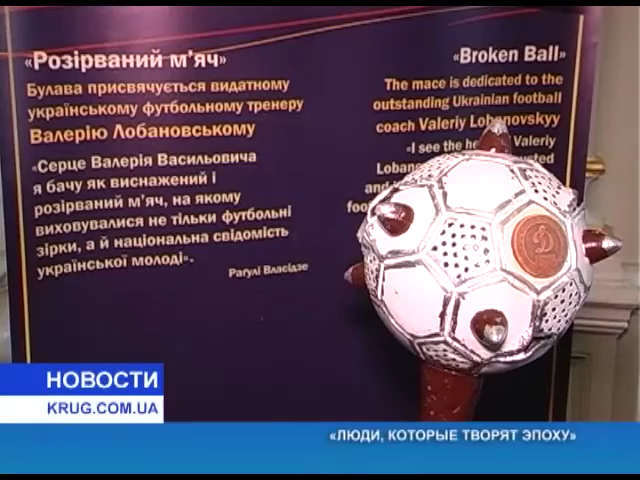 «Розірваний м'яч»
Булава присвячується видатному
українському футбольному тренеру
Валерію Лобановському
«Серце Валерія Васильовича
я бачу як виснажений і
розірваний м'яч, на якому
виховувалися не тільки футбольні
зірки, а й національна свідомість
української молоді».
Рагулі Власідзе
«Broken Ball»
The mace is dedicated to the
outstanding Ukrainian football
coach Valeriy Lobanovskyy
«I see the Valeriy
and
Д
НОВОСТИ
KRUG.COM.UA
«ЛЮДИ, КОТОРЫЕ ТВОРЯТ ЭПОХУ»